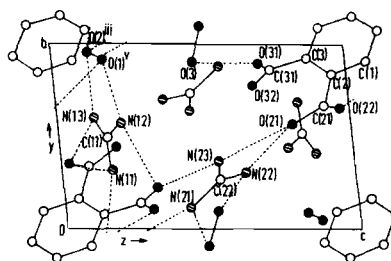 b
O(2)iii
O(1)v
O(3)
O(31)
C(3)
C(1)
C(31)
O(32)
C(2)
N(13)
N(12)
O(21)
C(21)
O(22)
C(11)
N(11)
N(23)
N(22)
C(22)
N(21)
y
O
z
c